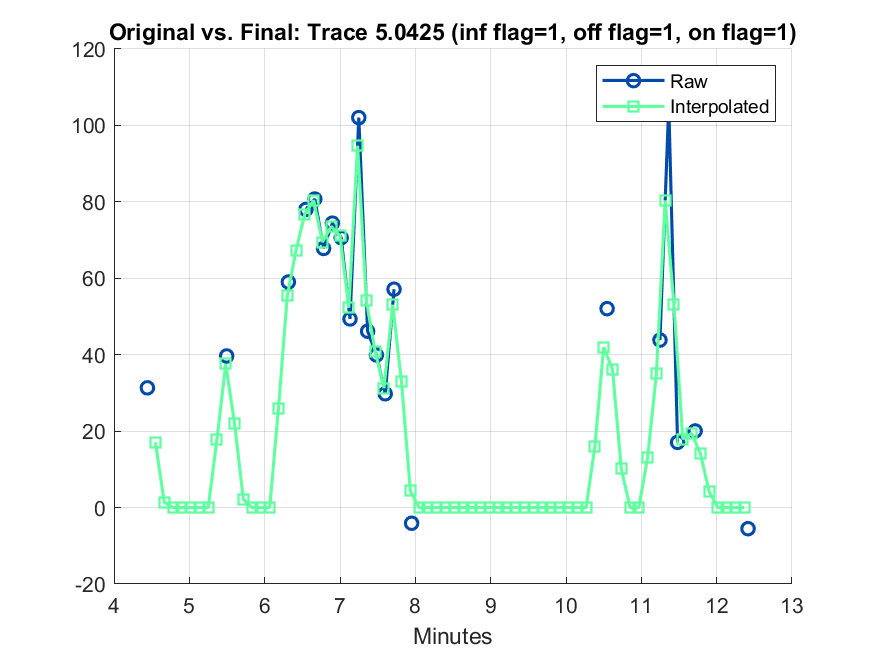 Original vs. Final: Trace 5.0425 (inf flag=1, off flag=1, on flag=1)
120
100
80
60
40
20
0
-20
Raw
Interpolated
4 5 6 7 8 9 10 11 12 13
Minutes